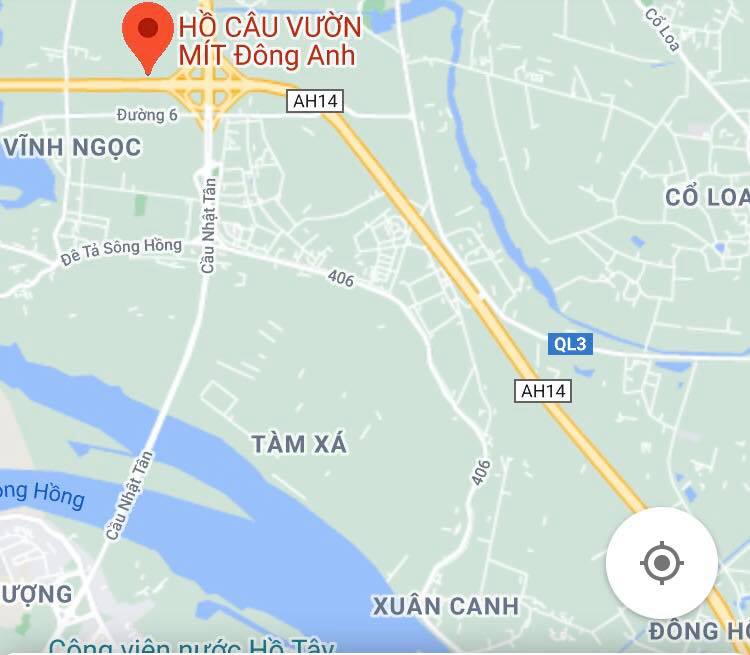 HỒ CÂU VƯỜN
MÍT Đông Anh
Cổ Loa
AH14
Đường 6
VĨNH NGỌC
CỔ LOA
Cầu Nhật Tân
Đê Tả Sông Hồng
406
QL3
AH14
TÀM XÁ
406
Cầu Nhật Tân
ông Hồng
ƯỢNG
XUÂN CANH
ĐÔNG HỘ
Công viên nước Hồ Tây